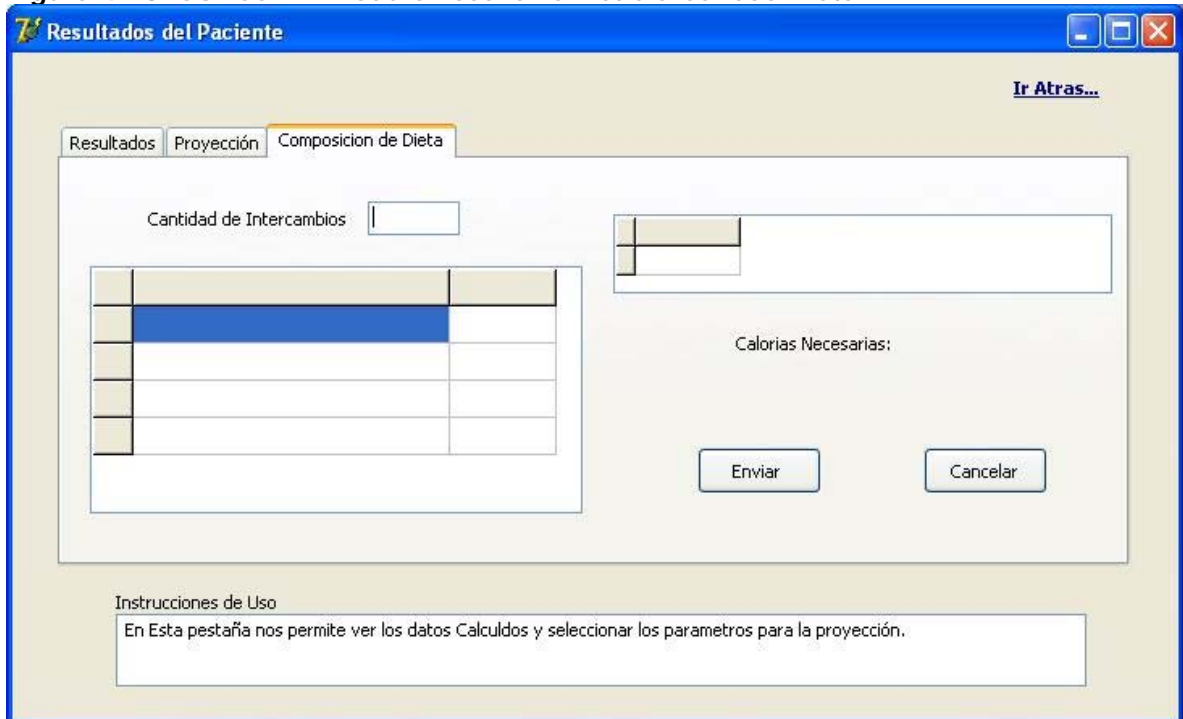 Resultados del Paciente
Ir Atras...
Resultados Proyección Composicion de Dieta
Cantidad de Intercambios
Calorias Necesarias:
Enviar Cancelar
Instrucciones de Uso
En Esta pestaña nos permite ver los datos Calculdos y seleccionar los parametros para la proyección.